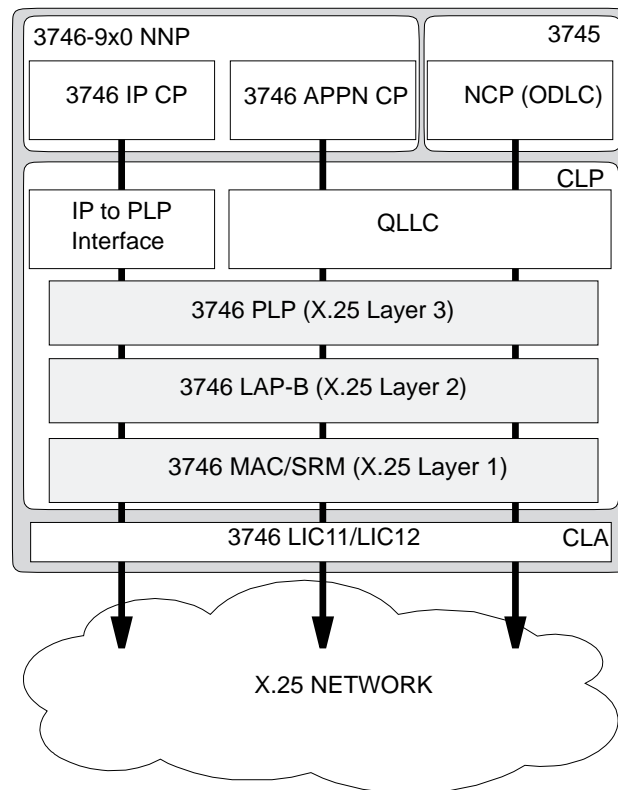 3746-9x0 NNP
3745
3746 IP CP
3746 APPN CP
NCP (ODLC)
CLP
IP to PLP
Interface
QLLC
3746 PLP (X.25 Layer 3)
3746 LAP-B (X.25 Layer 2)
3746 MAC/SRM (X.25 Layer 1)
3746 LIC11/LIC12
CLA
X.25 NETWORK